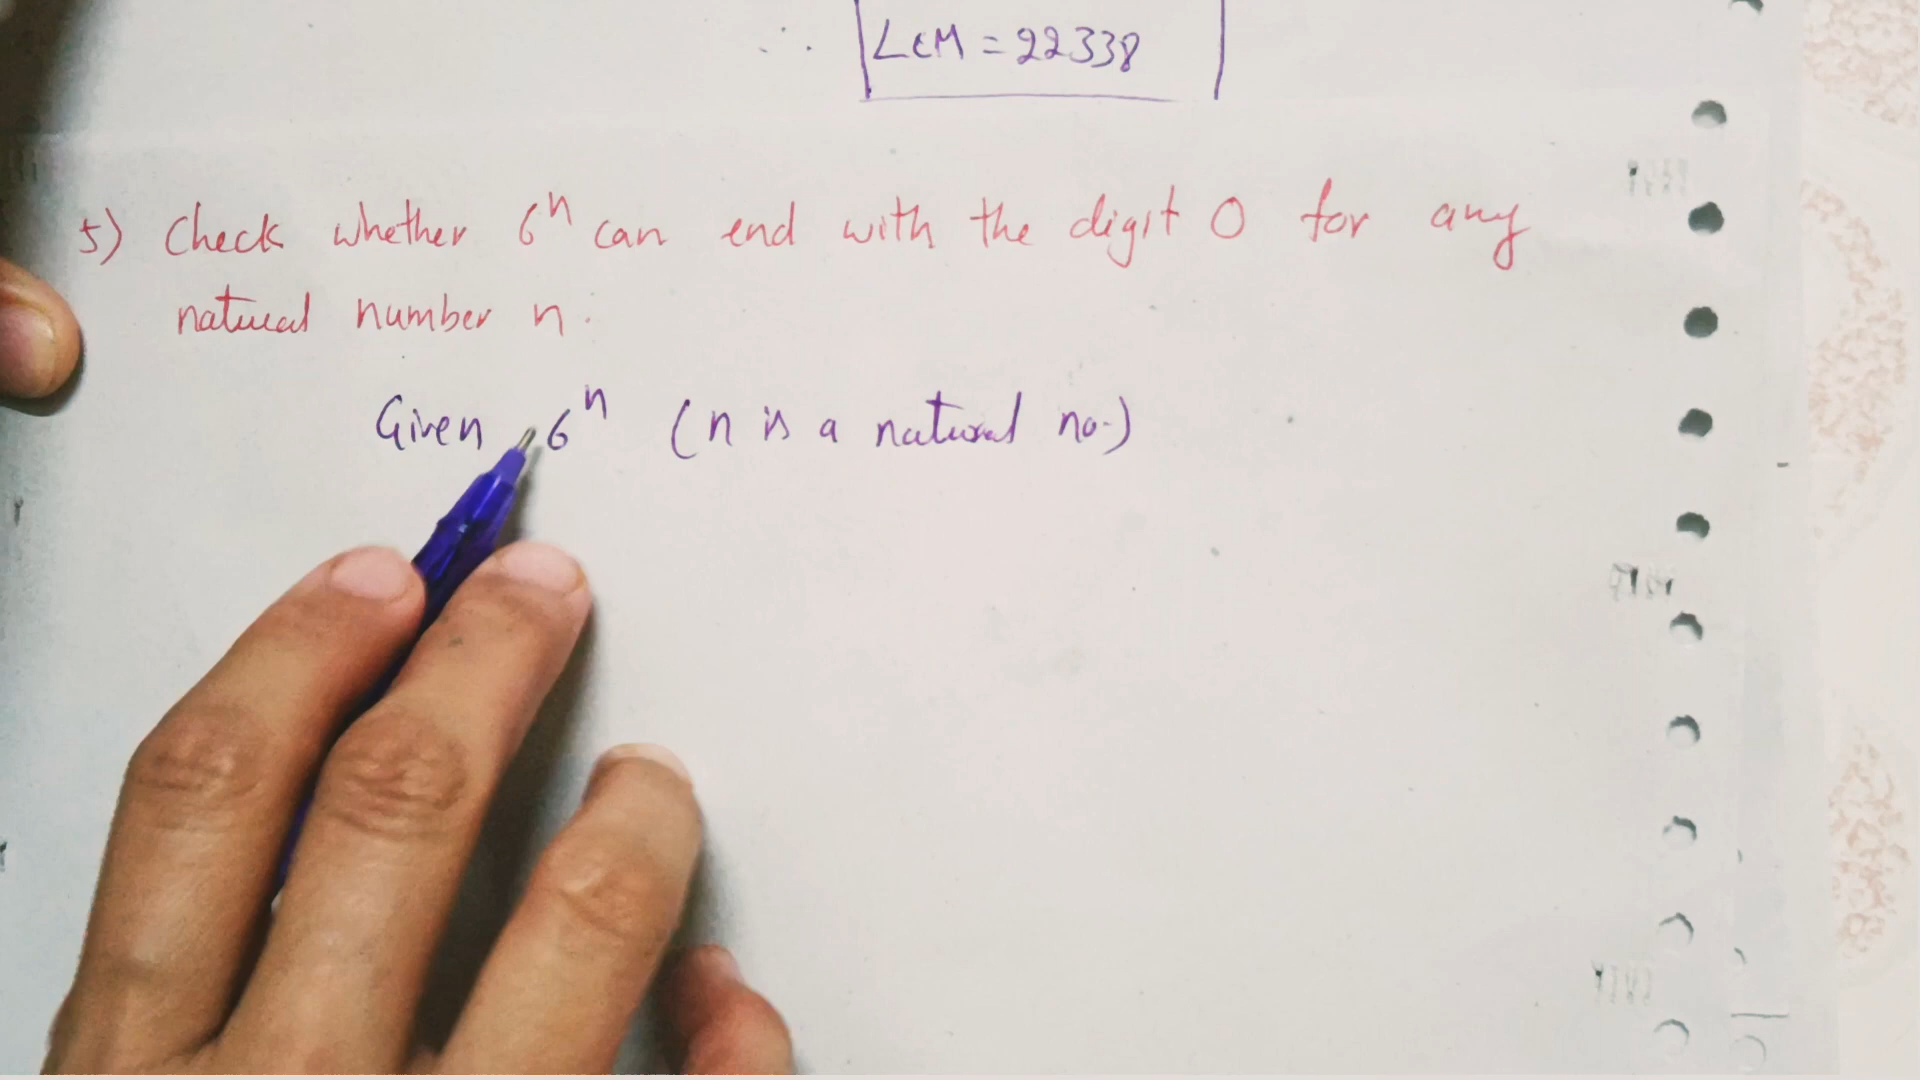 ∴ LCM = 22338
5) Check whether 6ⁿ can end with the digit 0 for any
natural number n.
Given 6ⁿ (n is a natural no.)